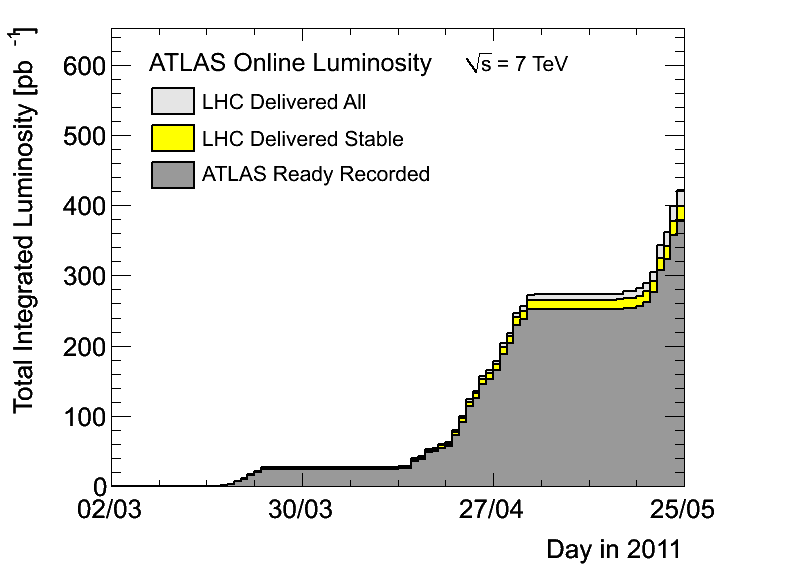 ATLAS Online Luminosity √s = 7 TeV
LHC Delivered All
LHC Delivered Stable
ATLAS Ready Recorded
Total Integrated Luminosity [pb⁻¹]
600
500
400
300
200
100
0
02/03 30/03 27/04 25/05
Day in 2011